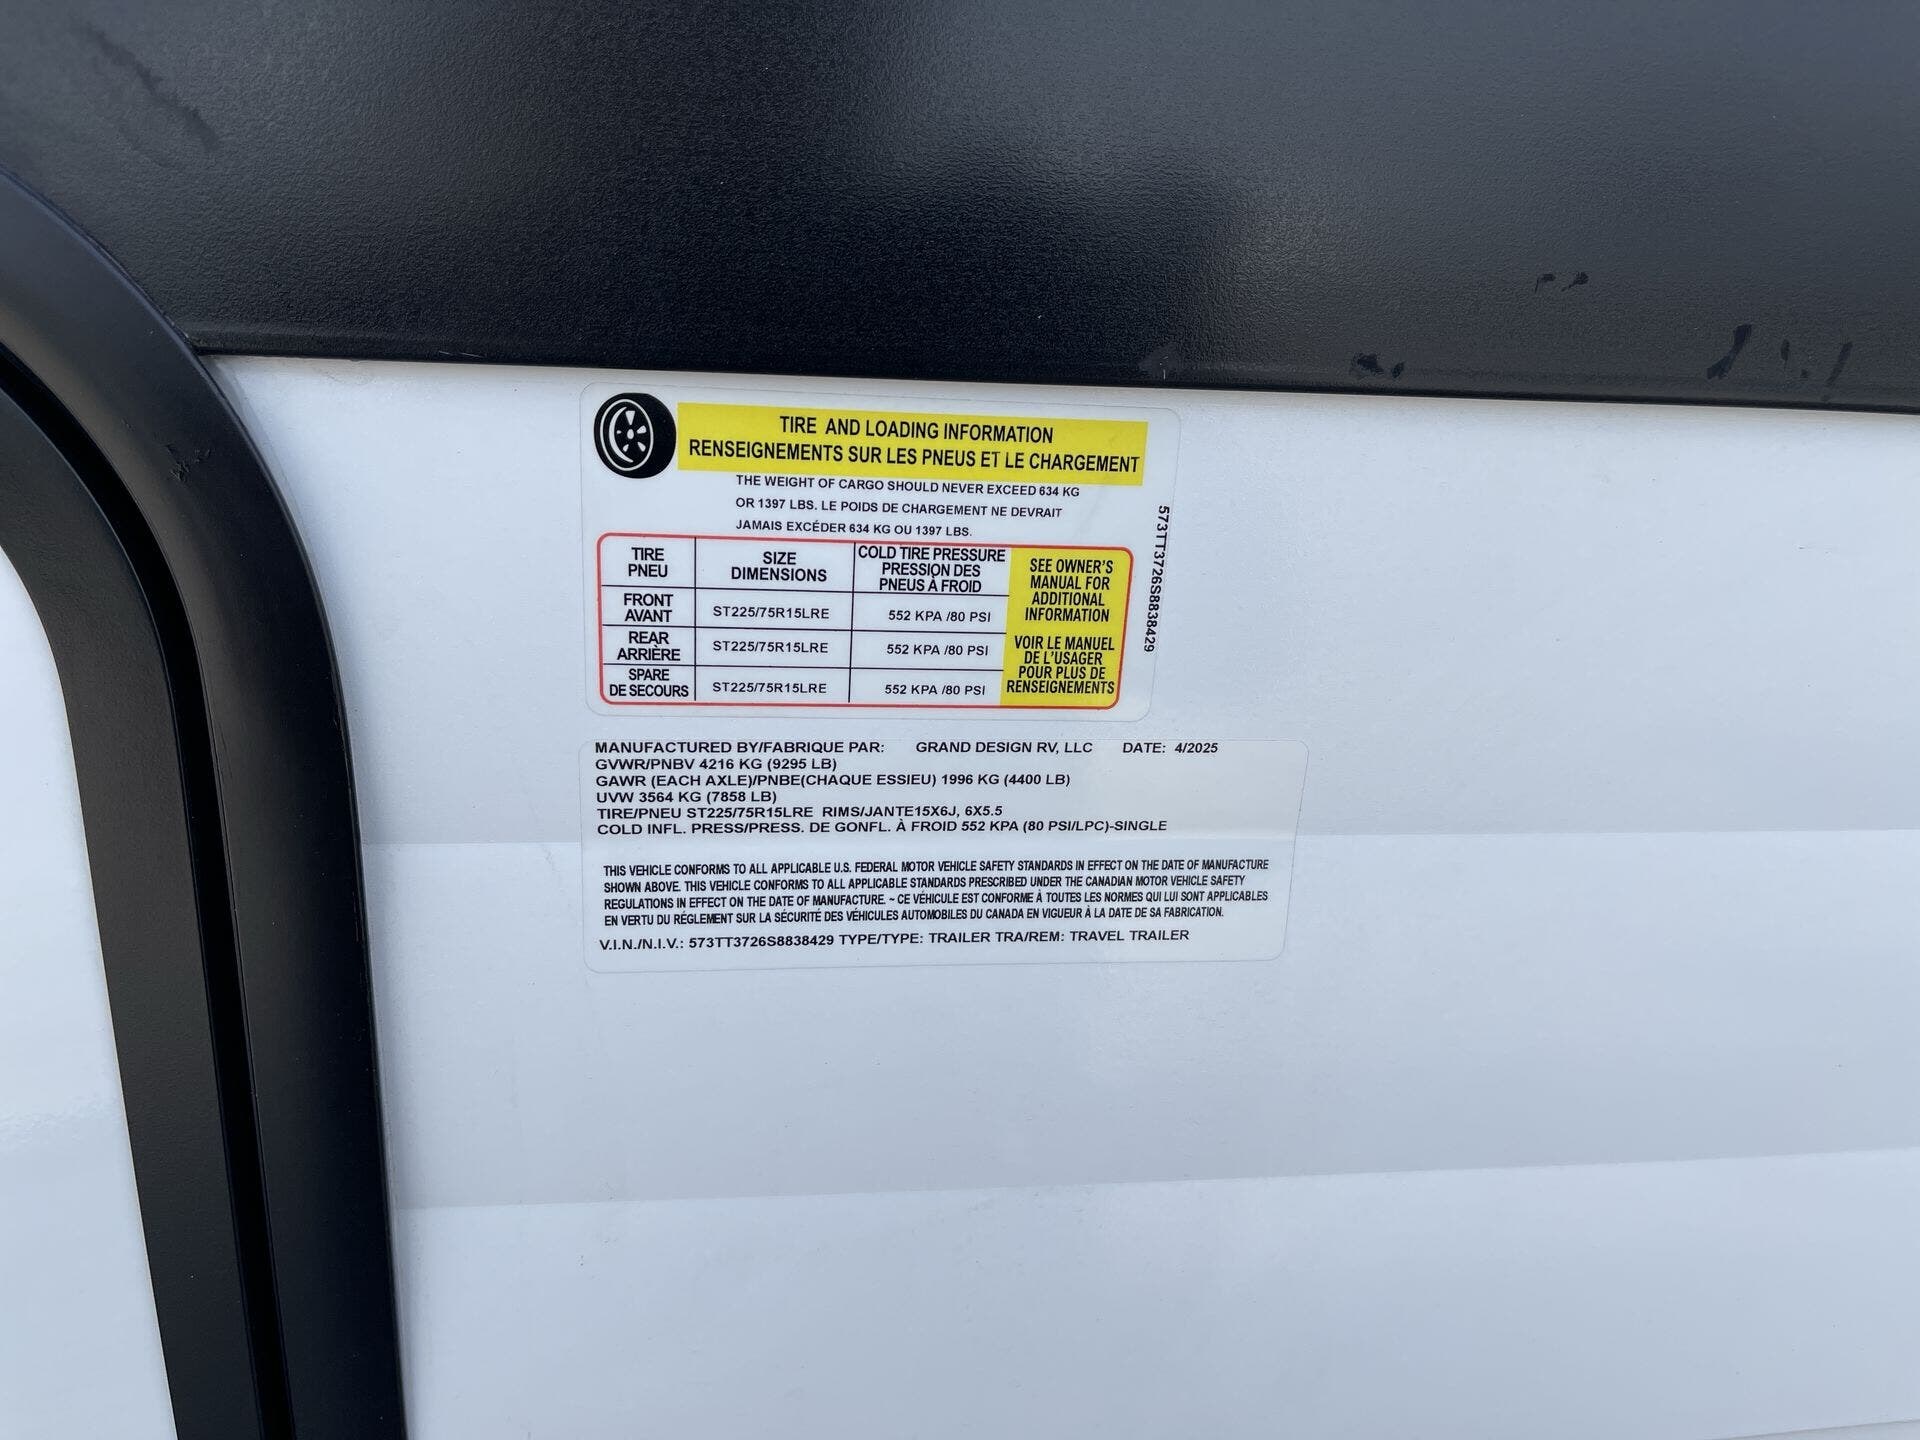 TIRE AND LOADING INFORMATION
RENSEIGNEMENTS SUR LES PNEUS ET LE CHARGEMENT
THE WEIGHT OF CARGO SHOULD NEVER EXCEED 634 KG
OR 1397 LBS. LE POIDS DE CHARGEMENT NE DEVRAIT
JAMAIS EXCÉDER 634 KG OU 1397 LBS.
TIRE
PNEU
SIZE
DIMENSIONS
COLD TIRE PRESSURE
PRESSION DES
PNEUS À FROID
FRONT
AVANT
ST225/75R15LRE
552 KPA /80 PSI
REAR
ARRIÈRE
ST225/75R15LRE
552 KPA /80 PSI
SPARE
DE SECOURS
ST225/75R15LRE
552 KPA /80 PSI
SEE OWNER'S
MANUAL FOR
ADDITIONAL
INFORMATION
VOIR LE MANUEL
DE L'USAGER
POUR PLUS DE
RENSEIGNEMENTS
573TT3726S8838429
MANUFACTURED BY/FABRIQUE PAR: GRAND DESIGN RV, LLC DATE: 4/2025
GVWR/PNBV 4216 KG (9295 LB)
GAWR (EACH AXLE)/PNBE(CHAQUE ESSIEU) 1996 KG (4400 LB)
UVW 3564 KG (7858 LB)
TIRE/PNEU ST225/75R15LRE RIMS/JANTE15X6J, 6X5.5
COLD INFL. PRESS/PRESS. DE GONFL. À FROID 552 KPA (80 PSI/LPC)-SINGLE
THIS VEHICLE CONFORMS TO ALL APPLICABLE U.S. FEDERAL MOTOR VEHICLE SAFETY STANDARDS IN EFFECT ON THE DATE OF MANUFACTURE
SHOWN ABOVE. THIS VEHICLE CONFORMS TO ALL APPLICABLE STANDARDS PRESCRIBED UNDER THE CANADIAN MOTOR VEHICLE SAFETY
REGULATIONS IN EFFECT ON THE DATE OF MANUFACTURE. ~ CE VÉHICULE EST CONFORME À TOUTES LES NORMES QUI LUI SONT APPLICABLES
EN VERTU DU RÉGLEMENT SUR LA SÉCURITÉ DES VÉHICULES AUTOMOBILES DU CANADA EN VIGUEUR À LA DATE DE SA FABRICATION.
V.I.N./N.I.V.: 573TT3726S8838429 TYPE/TYPE: TRAILER TRA/REM: TRAVEL TRAILER